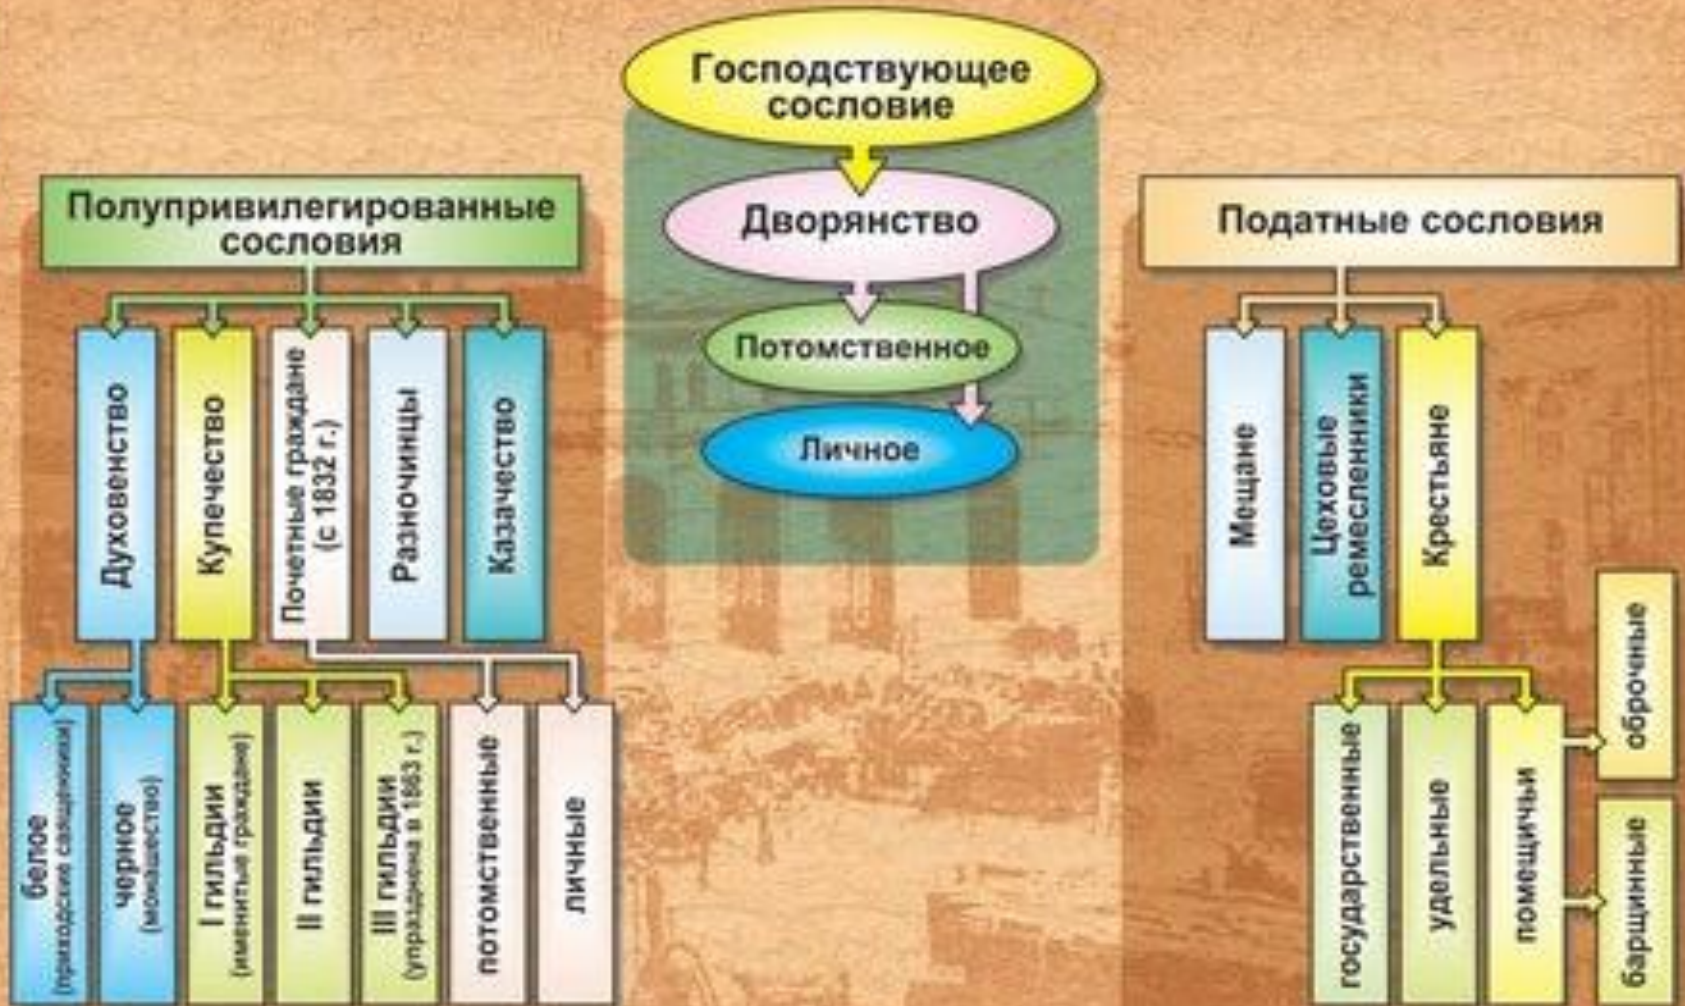 Господствующее
сословие
Дворянство
Потомственное
Личное
Полупривилегированные
сословия
Духовенство
Купечество
Почетные граждане
(с 1832 г.)
Разночинцы
Казачество
белое
(приходские священники)
черное
(монашество)
I гильдии
(именитые граждане)
II гильдии
III гильдии
(упразднена в 1863 г.)
потомственные
личные
Податные сословия
Мещане
Цеховые
ремесленники
Крестьяне
государственные
удельные
помещичьи
оброчные
барщинные